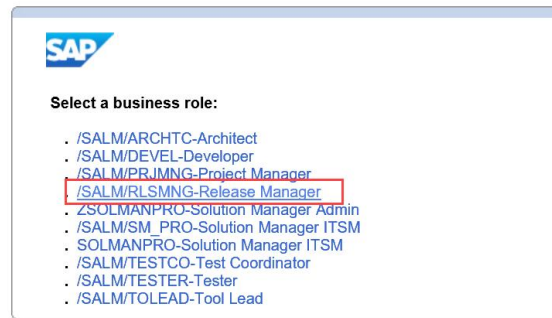 SAP
Select a business role:
/SALM/ARCHTC-Architect
/SALM/DEVEL-Developer
/SALM/PRJMNG-Project Manager
/SALM/RLSMNG-Release Manager
ZSOLMANPRO-Solution Manager Admin
/SALM/SM_PRO-Solution Manager ITSM
SOLMANPRO-Solution Manager ITSM
/SALM/TESTCO-Test Coordinator
/SALM/TESTER-Tester
/SALM/TOLEAD-Tool Lead